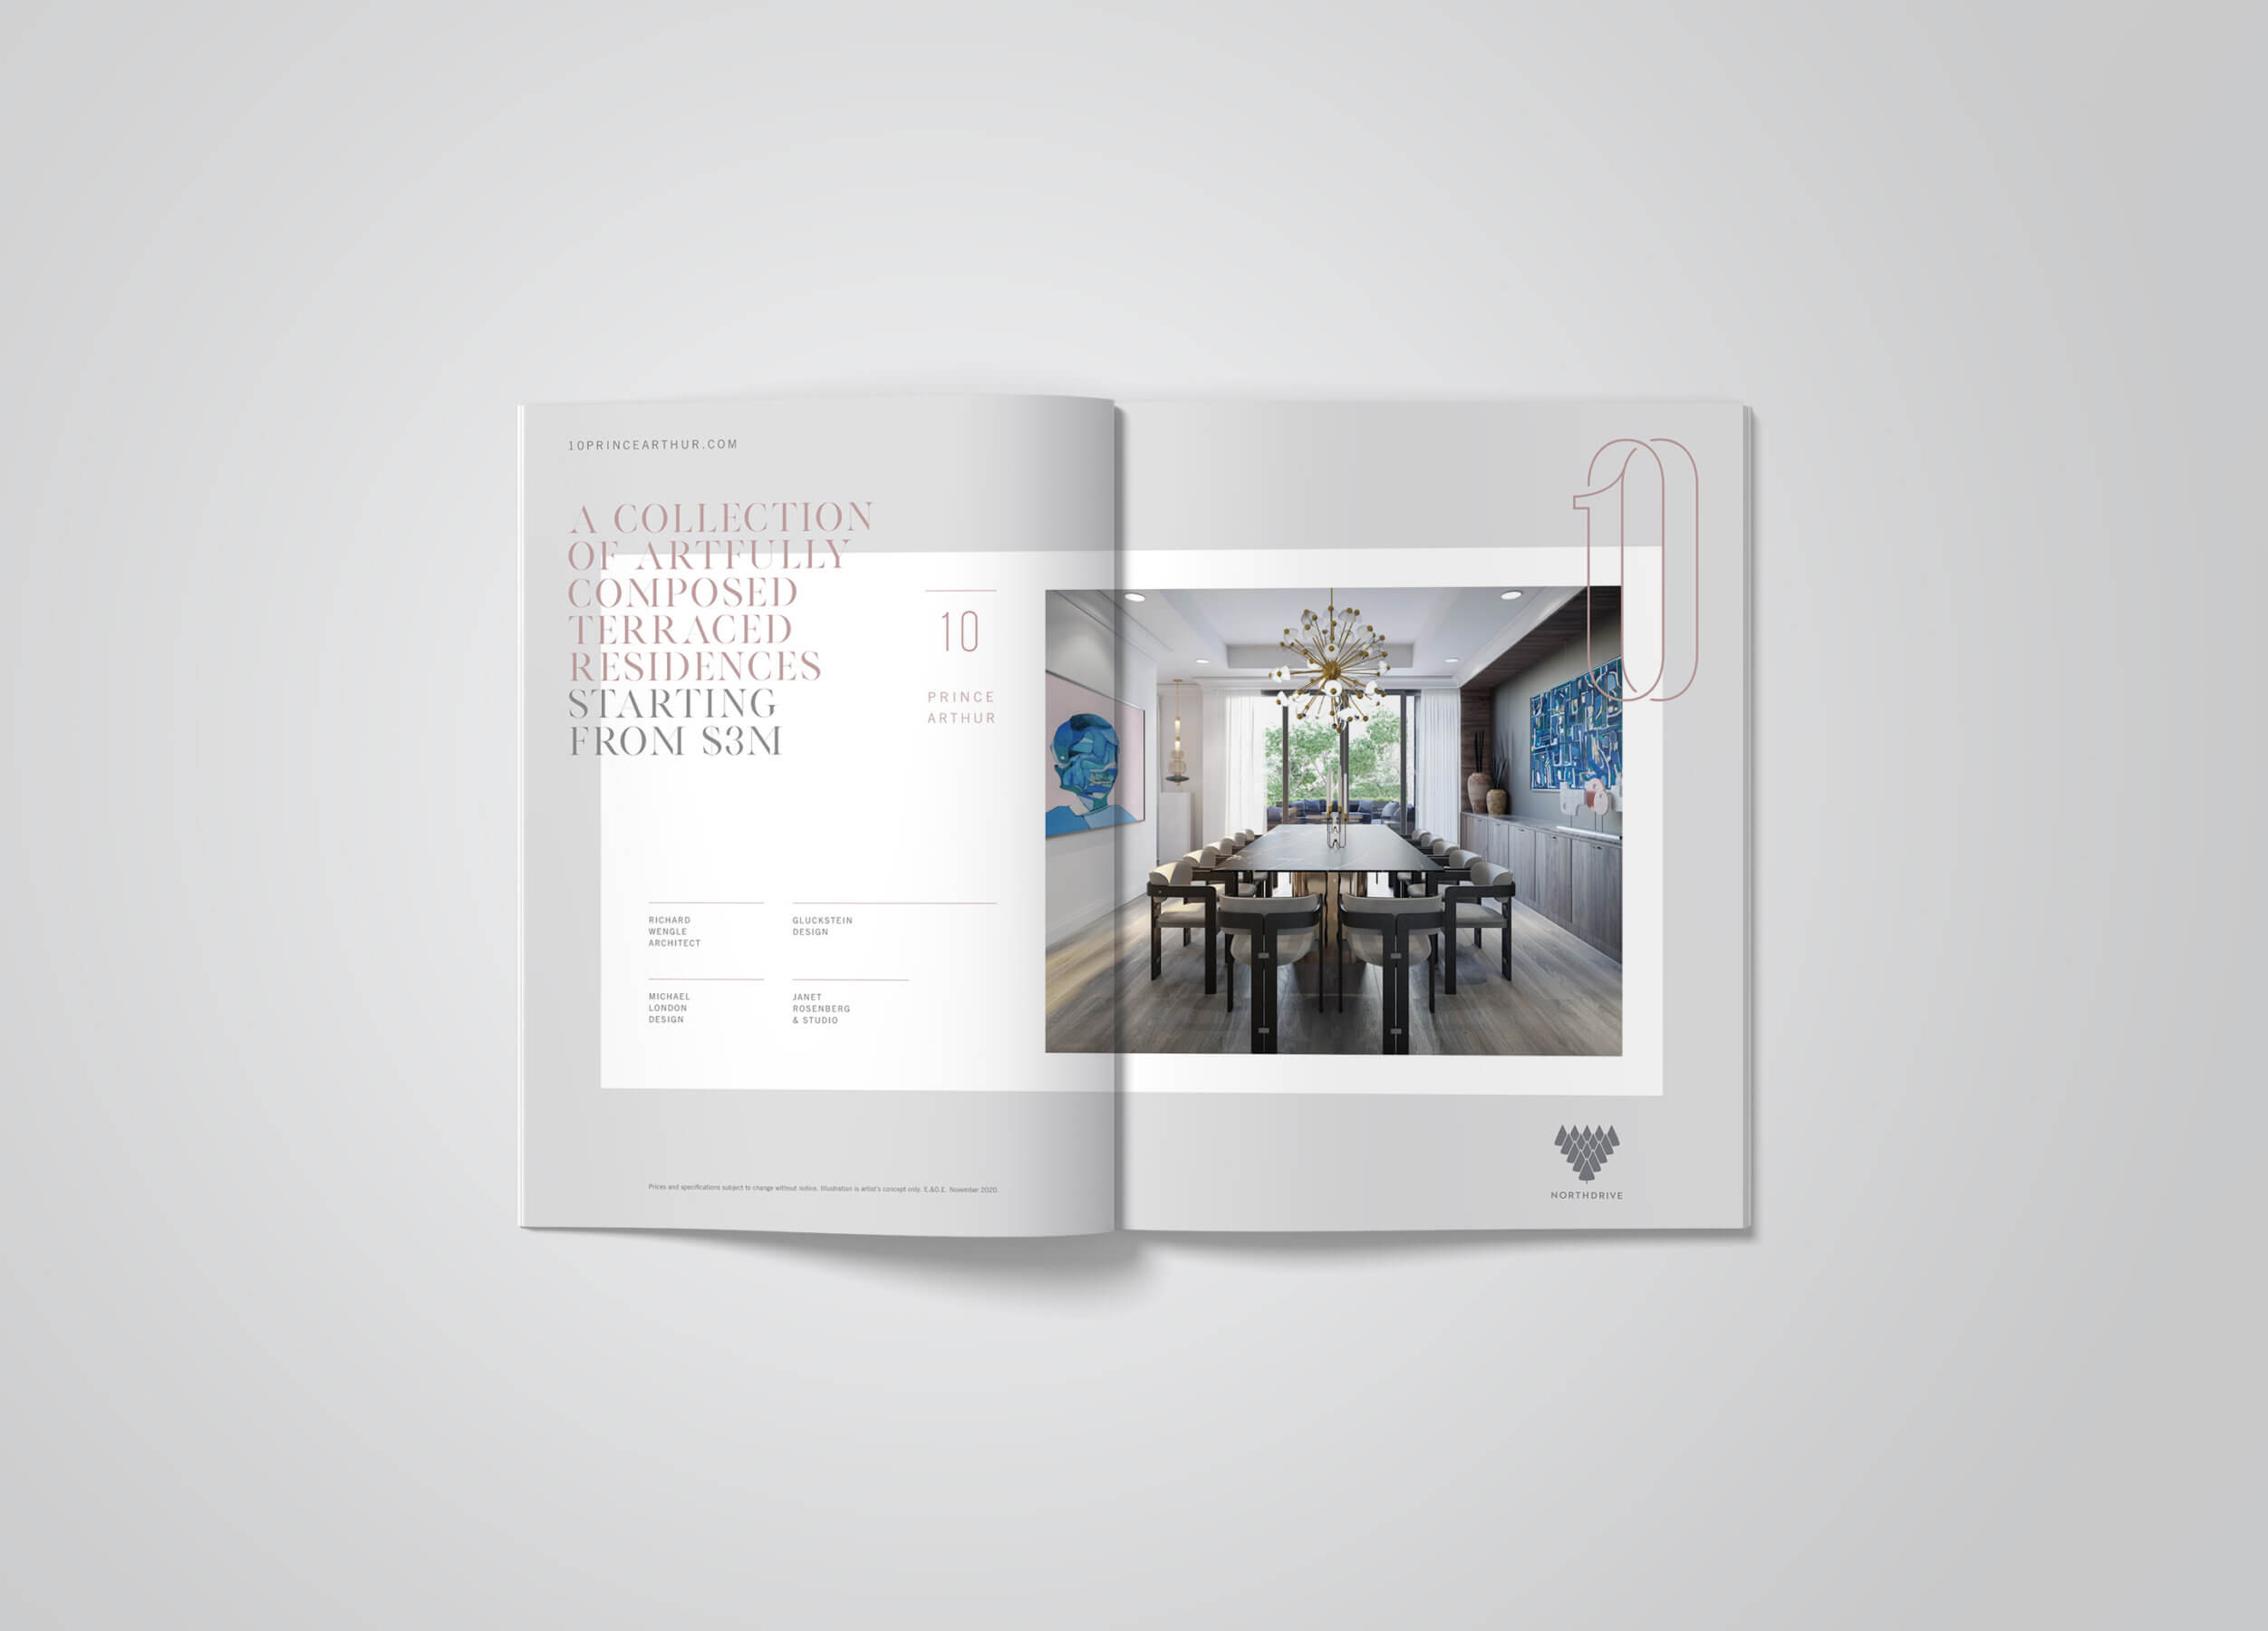 10PRINCEARTHUR.COM
A COLLECTION
OF ARTFULLY
COMPOSED
TERRACED
RESIDENCES
STARTING
FROM $3M
10
PRINCE
ARTHUR
RICHARD
WENGLE
ARCHITECT
GLUCKSTEIN
DESIGN
MICHAEL
LONDON
DESIGN
JANET
ROSENBERG
& STUDIO
Prices and specifications subject to change without notice. Illustration is artist's concept only. E.&O.E. November 2020.
10
NORTHDRIVE